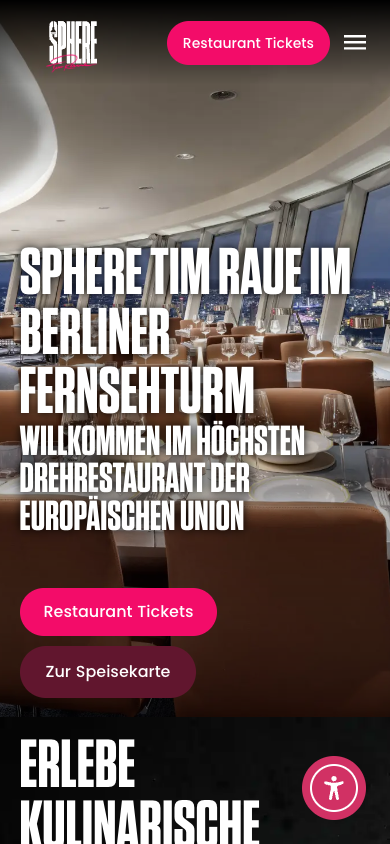 SPHERE
Restaurant Tickets
SPHERE TIM RAUE IM
BERLINER
FERNSEHTURM
WILLKOMMEN IM HÖCHSTEN
DREHRESTAURANT DER
EUROPÄISCHEN UNION
Restaurant Tickets
Zur Speisekarte
ERLEBE
KULINARISCHE